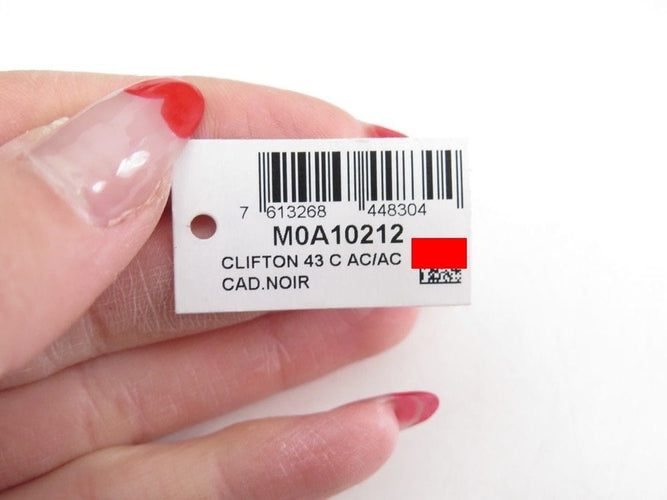 7 613268 448304
M0A10212
CLIFTON 43 C AC/AC
CAD.NOIR